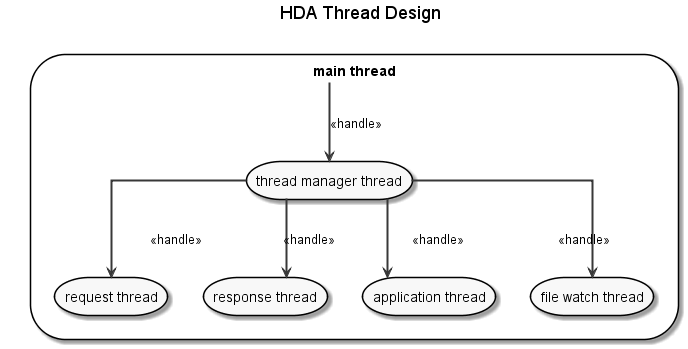 HDA Thread Design
main thread
«handle»
thread manager thread
«handle» «handle» «handle» «handle»
request thread response thread application thread file watch thread